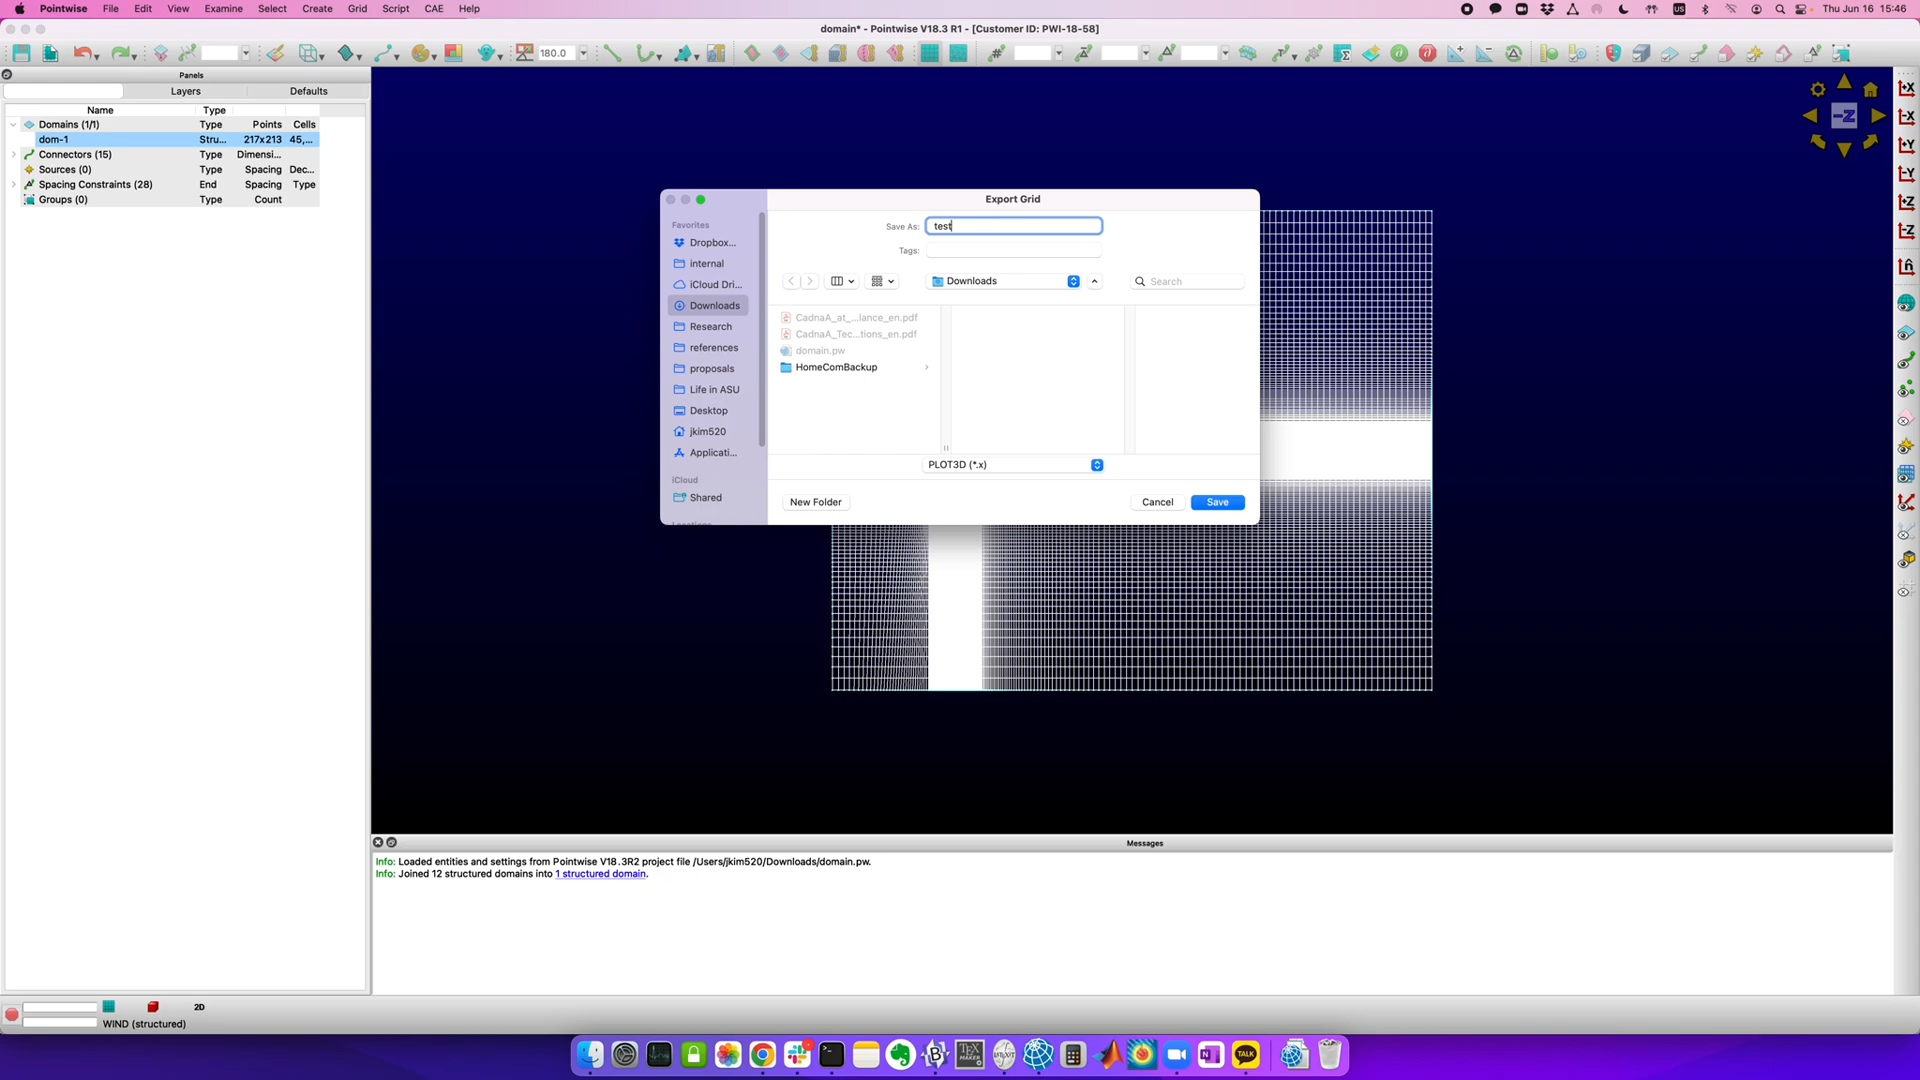 Pointwise File Edit View Examine Select Create Grid Script CAE Help
US Thu Jun 16 15:46
domain* - Pointwise V18.3 R1 - [Customer ID: PWI-18-58]
180.0
Panels
Layers Defaults
Name Type
Domains (1/1) Type Points Cells
dom-1 Stru... 217x213 45,...
Connectors (15) Type Dimensi...
Sources (0) Type Spacing Dec...
Spacing Constraints (28) End Spacing Type
Groups (0) Type Count
-Z
+X
-X
+Y
-Y
+Z
-Z
n
Export Grid
Save As: test
Tags:
Downloads
Search
Favorites
Dropbox...
internal
iCloud Dri...
Downloads
Research
references
proposals
Life in ASU
Desktop
jkim520
Applicati...
iCloud
Shared
CadnaA_at_...lance_en.pdf
CadnaA_Tec...tions_en.pdf
domain.pw
HomeComBackup
PLOT3D (*.x)
New Folder Cancel Save
Messages
Info: Loaded entities and settings from Pointwise V18.3R2 project file /Users/jkim520/Downloads/domain.pw.
Info: Joined 12 structured domains into 1 structured domain.
2D
WIND (structured)
TALK